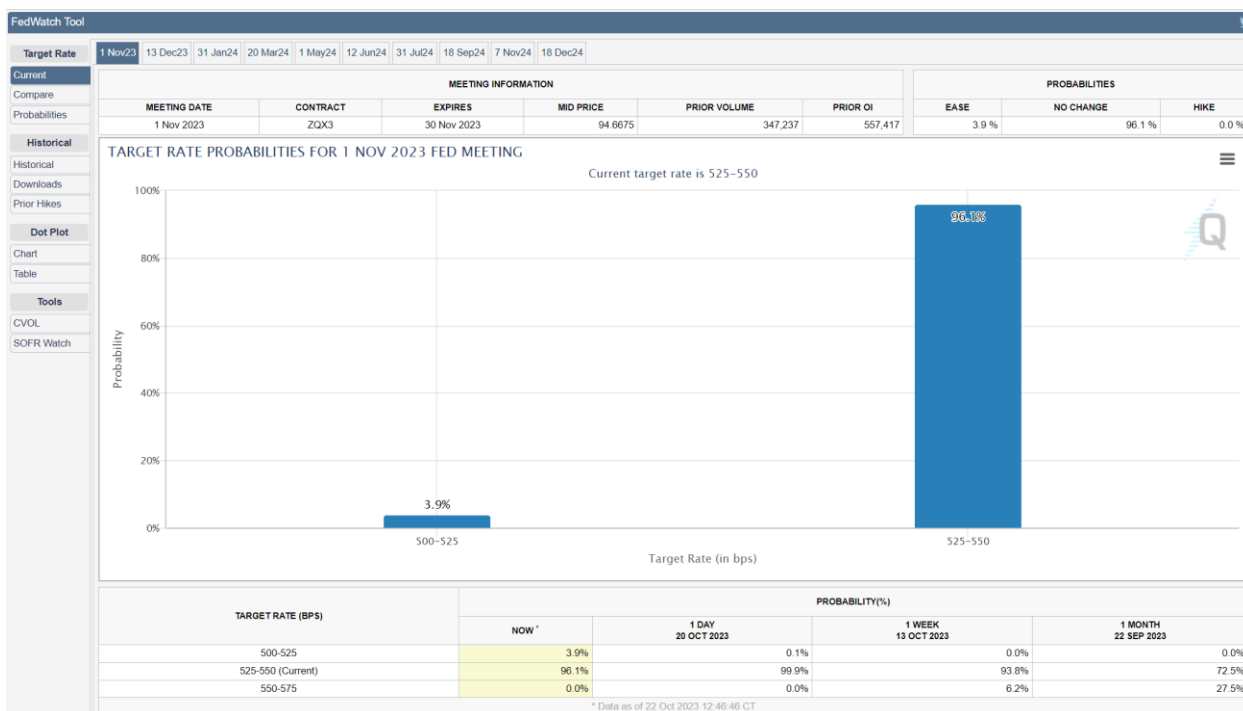 FedWatch Tool
Target Rate
Current
Compare
Probabilities
Historical
Historical
Downloads
Prior Hikes
Dot Plot
Chart
Table
Tools
CVOL
SOFR Watch
1 Nov23 13 Dec23 31 Jan24 20 Mar24 1 May24 12 Jun24 31 Jul24 18 Sep24 7 Nov24 18 Dec24
MEETING INFORMATION
MEETING DATE CONTRACT EXPIRES MID PRICE PRIOR VOLUME PRIOR OI
1 Nov 2023 ZQX3 30 Nov 2023 94.6675 347,237 557,417
PROBABILITIES
EASE NO CHANGE HIKE
3.9 % 96.1 % 0.0 %
TARGET RATE PROBABILITIES FOR 1 NOV 2023 FED MEETING
Current target rate is 525-550
Q
Probability
100%
80%
60%
40%
20%
0%
3.9%
96.1%
500-525 525-550
Target Rate (in bps)
TARGET RATE (BPS) PROBABILITY(%)
NOW * 1 DAY 20 OCT 2023 1 WEEK 13 OCT 2023 1 MONTH 22 SEP 2023
500-525 3.9% 0.1% 0.0% 0.0%
525-550 (Current) 96.1% 99.9% 93.8% 72.5%
550-575 0.0% 0.0% 6.2% 27.5%
* Data as of 22 Oct 2023 12:46:46 CT